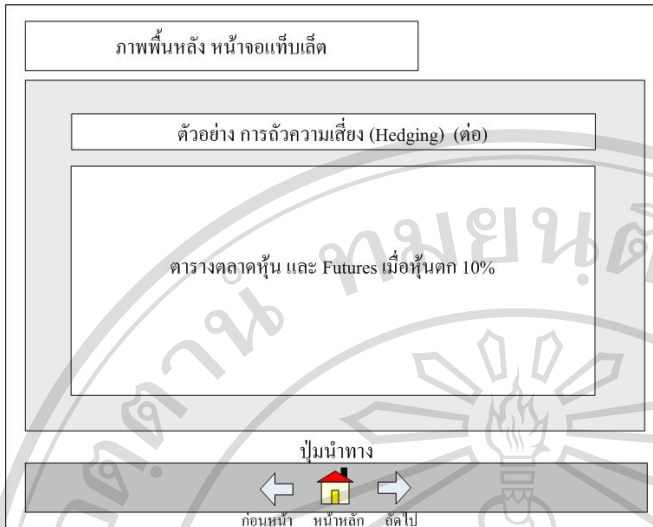 ภาพพื้นหลัง หน้าจอแท็บเล็ต
ตัวอย่าง การถัวความเสี่ยง (Hedging) (ต่อ)
ตารางตลาดหุ้น และ Futures เมื่อหุ้นตก 10%
ปุ่มนำทาง
ก่อนหน้า หน้าหลัก ถัดไป